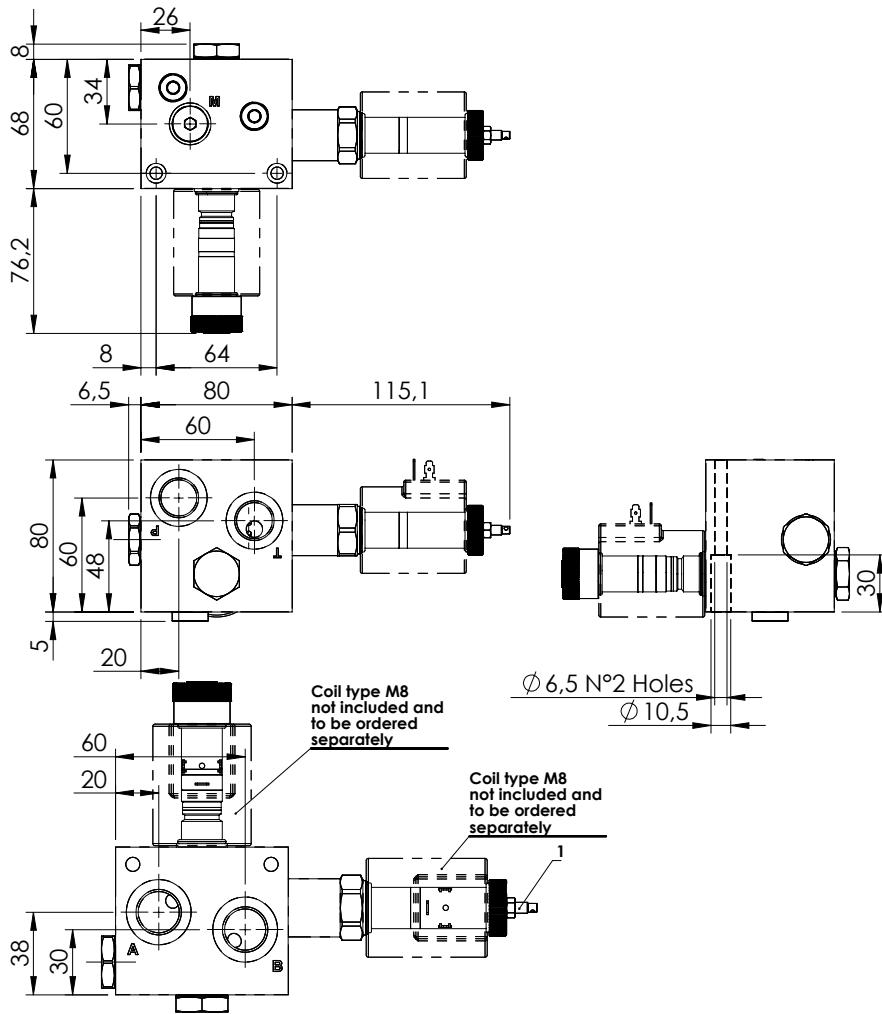 26
8
34
60
68
M
76,2
8
64
6,5
80
115,1
60
P
T
80
60
48
5
20
30
Ø 6,5 N°2 Holes
Ø 10,5
Coil type M8
not included and
to be ordered
separately
60
20
Coil type M8
not included and
to be ordered
separately
1
A
B
38
30